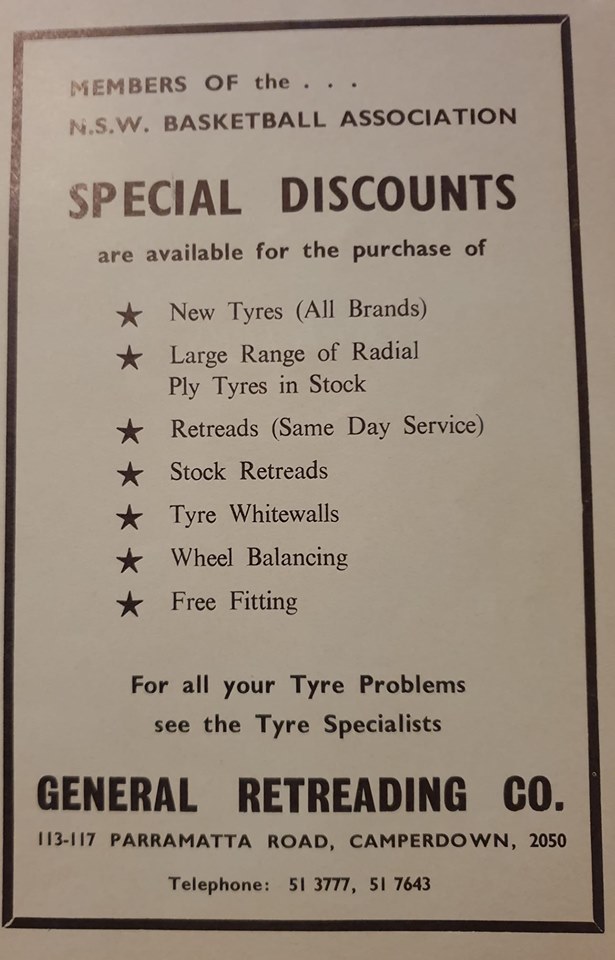 MEMBERS OF the . . .
N.S.W. BASKETBALL ASSOCIATION
SPECIAL DISCOUNTS
are available for the purchase of
★ New Tyres (All Brands)
★ Large Range of Radial
Ply Tyres in Stock
★ Retreads (Same Day Service)
★ Stock Retreads
★ Tyre Whitewalls
★ Wheel Balancing
★ Free Fitting
For all your Tyre Problems
see the Tyre Specialists
GENERAL RETREADING CO.
113-117 PARRAMATTA ROAD, CAMPERDOWN, 2050
Telephone: 51 3777, 51 7643